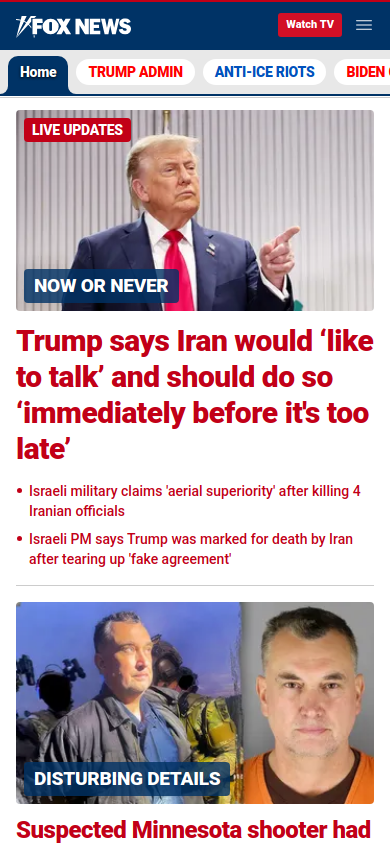 FOX NEWS
Watch TV
Home
TRUMP ADMIN
ANTI-ICE RIOTS
BIDEN
LIVE UPDATES
NOW OR NEVER
Trump says Iran would ‘like
to talk’ and should do so
‘immediately before it's too
late’
• Israeli military claims 'aerial superiority' after killing 4
Iranian officials
• Israeli PM says Trump was marked for death by Iran
after tearing up 'fake agreement'
DISTURBING DETAILS
Suspected Minnesota shooter had